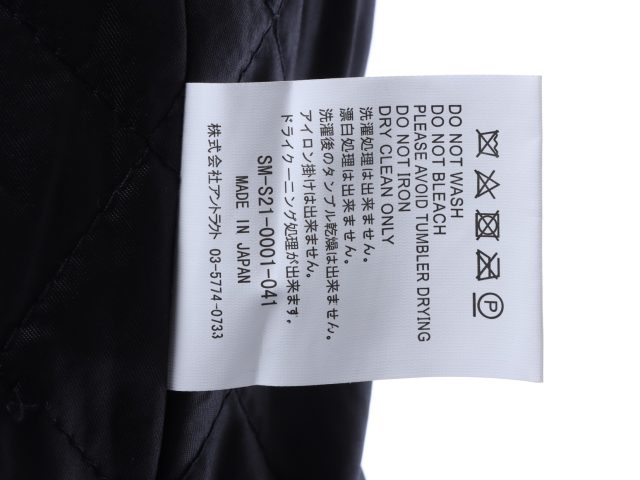 DO NOT WASH
DO NOT BLEACH
PLEASE AVOID TUMBLER DRYING
DO NOT IRON
DRY CLEAN ONLY
洗濯処理は出来ません。
漂白処理は出来ません。
洗濯後のタンブル乾燥は出来ません。
アイロン掛けは出来ません。
ドライクーニング処理が出来ます。
SM-S21-0001-041
MADE IN JAPAN
株式会社アントラクト 03-5774-0733
P